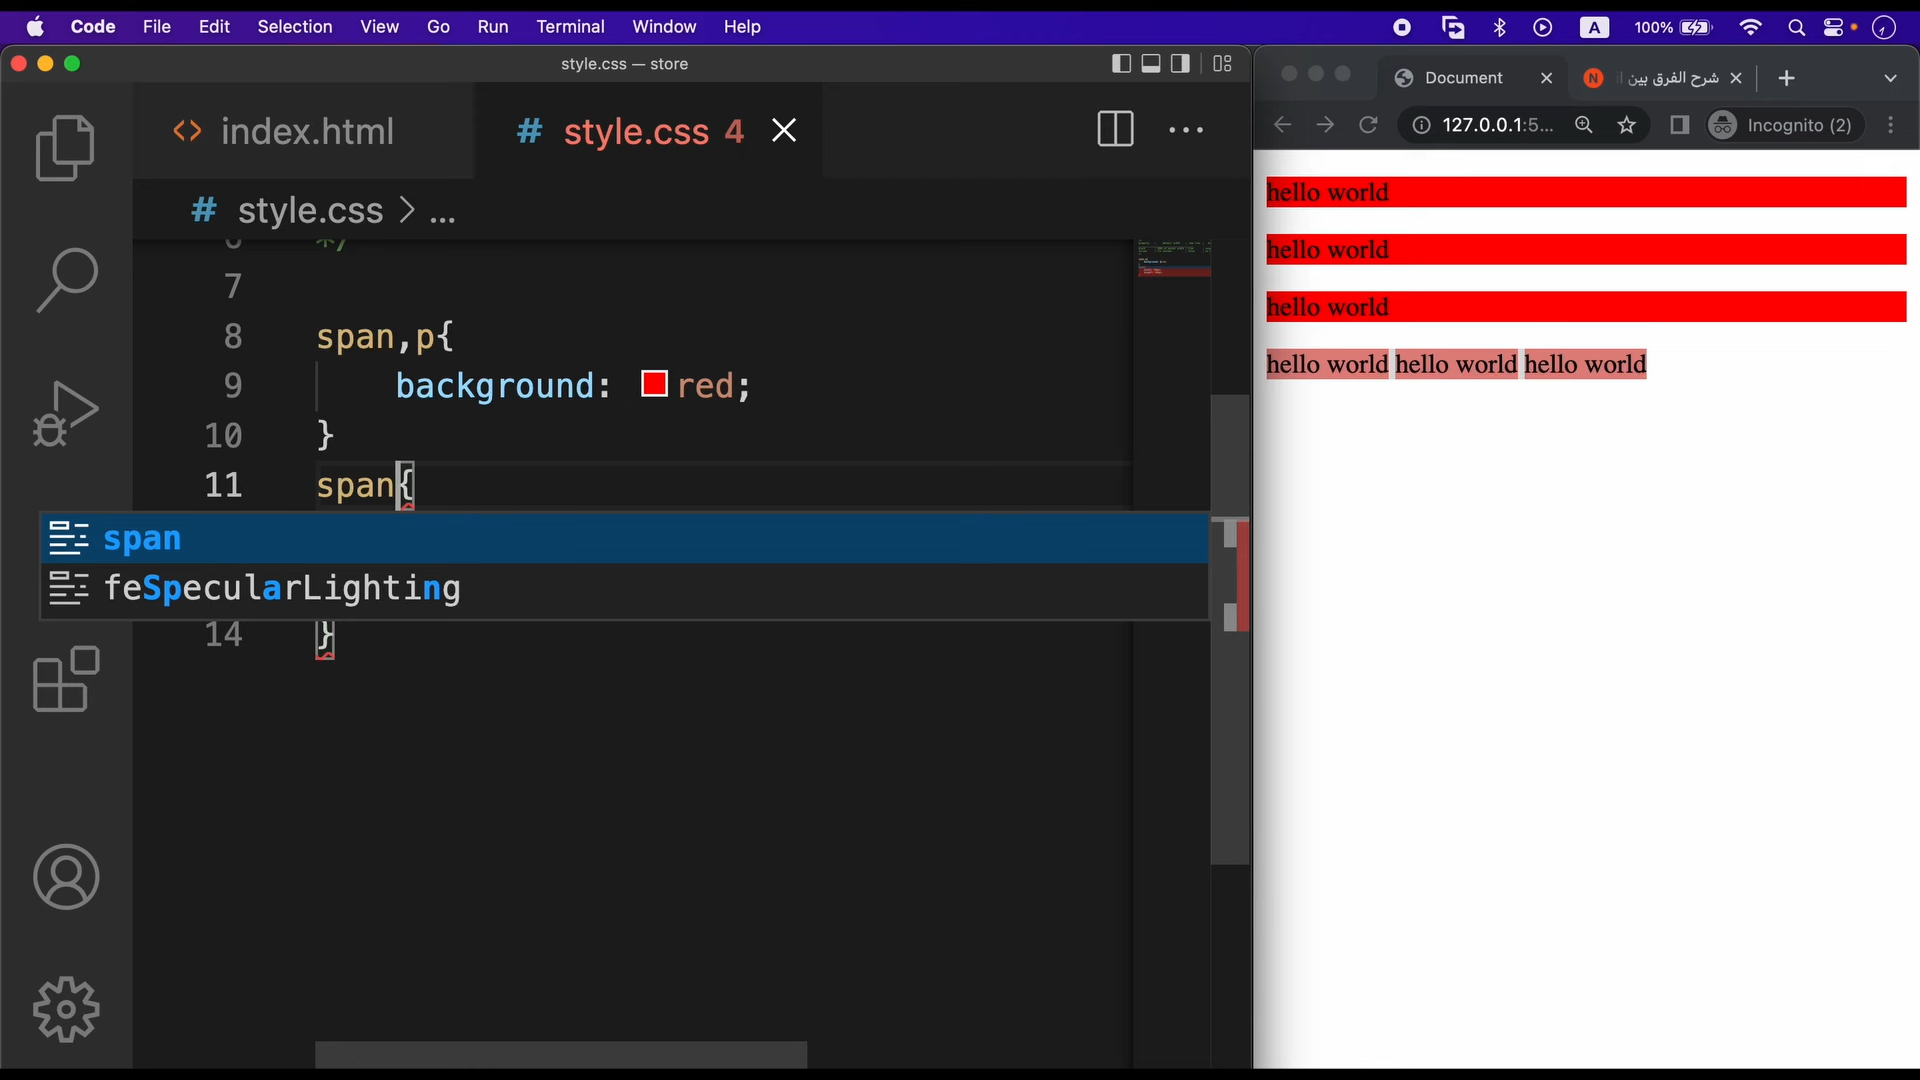 Code File Edit Selection View Go Run Terminal Window Help
A 100%
style.css — store
index.html
# style.css 4
# style.css > ...
6 */
7
8 span,p{
9 background: red;
10 }
11 span{
span
feSpecularLighting
14 }
Document
شرح الفرق بين
127.0.0.1:5...
Incognito (2)
hello world
hello world
hello world
hello world hello world hello world